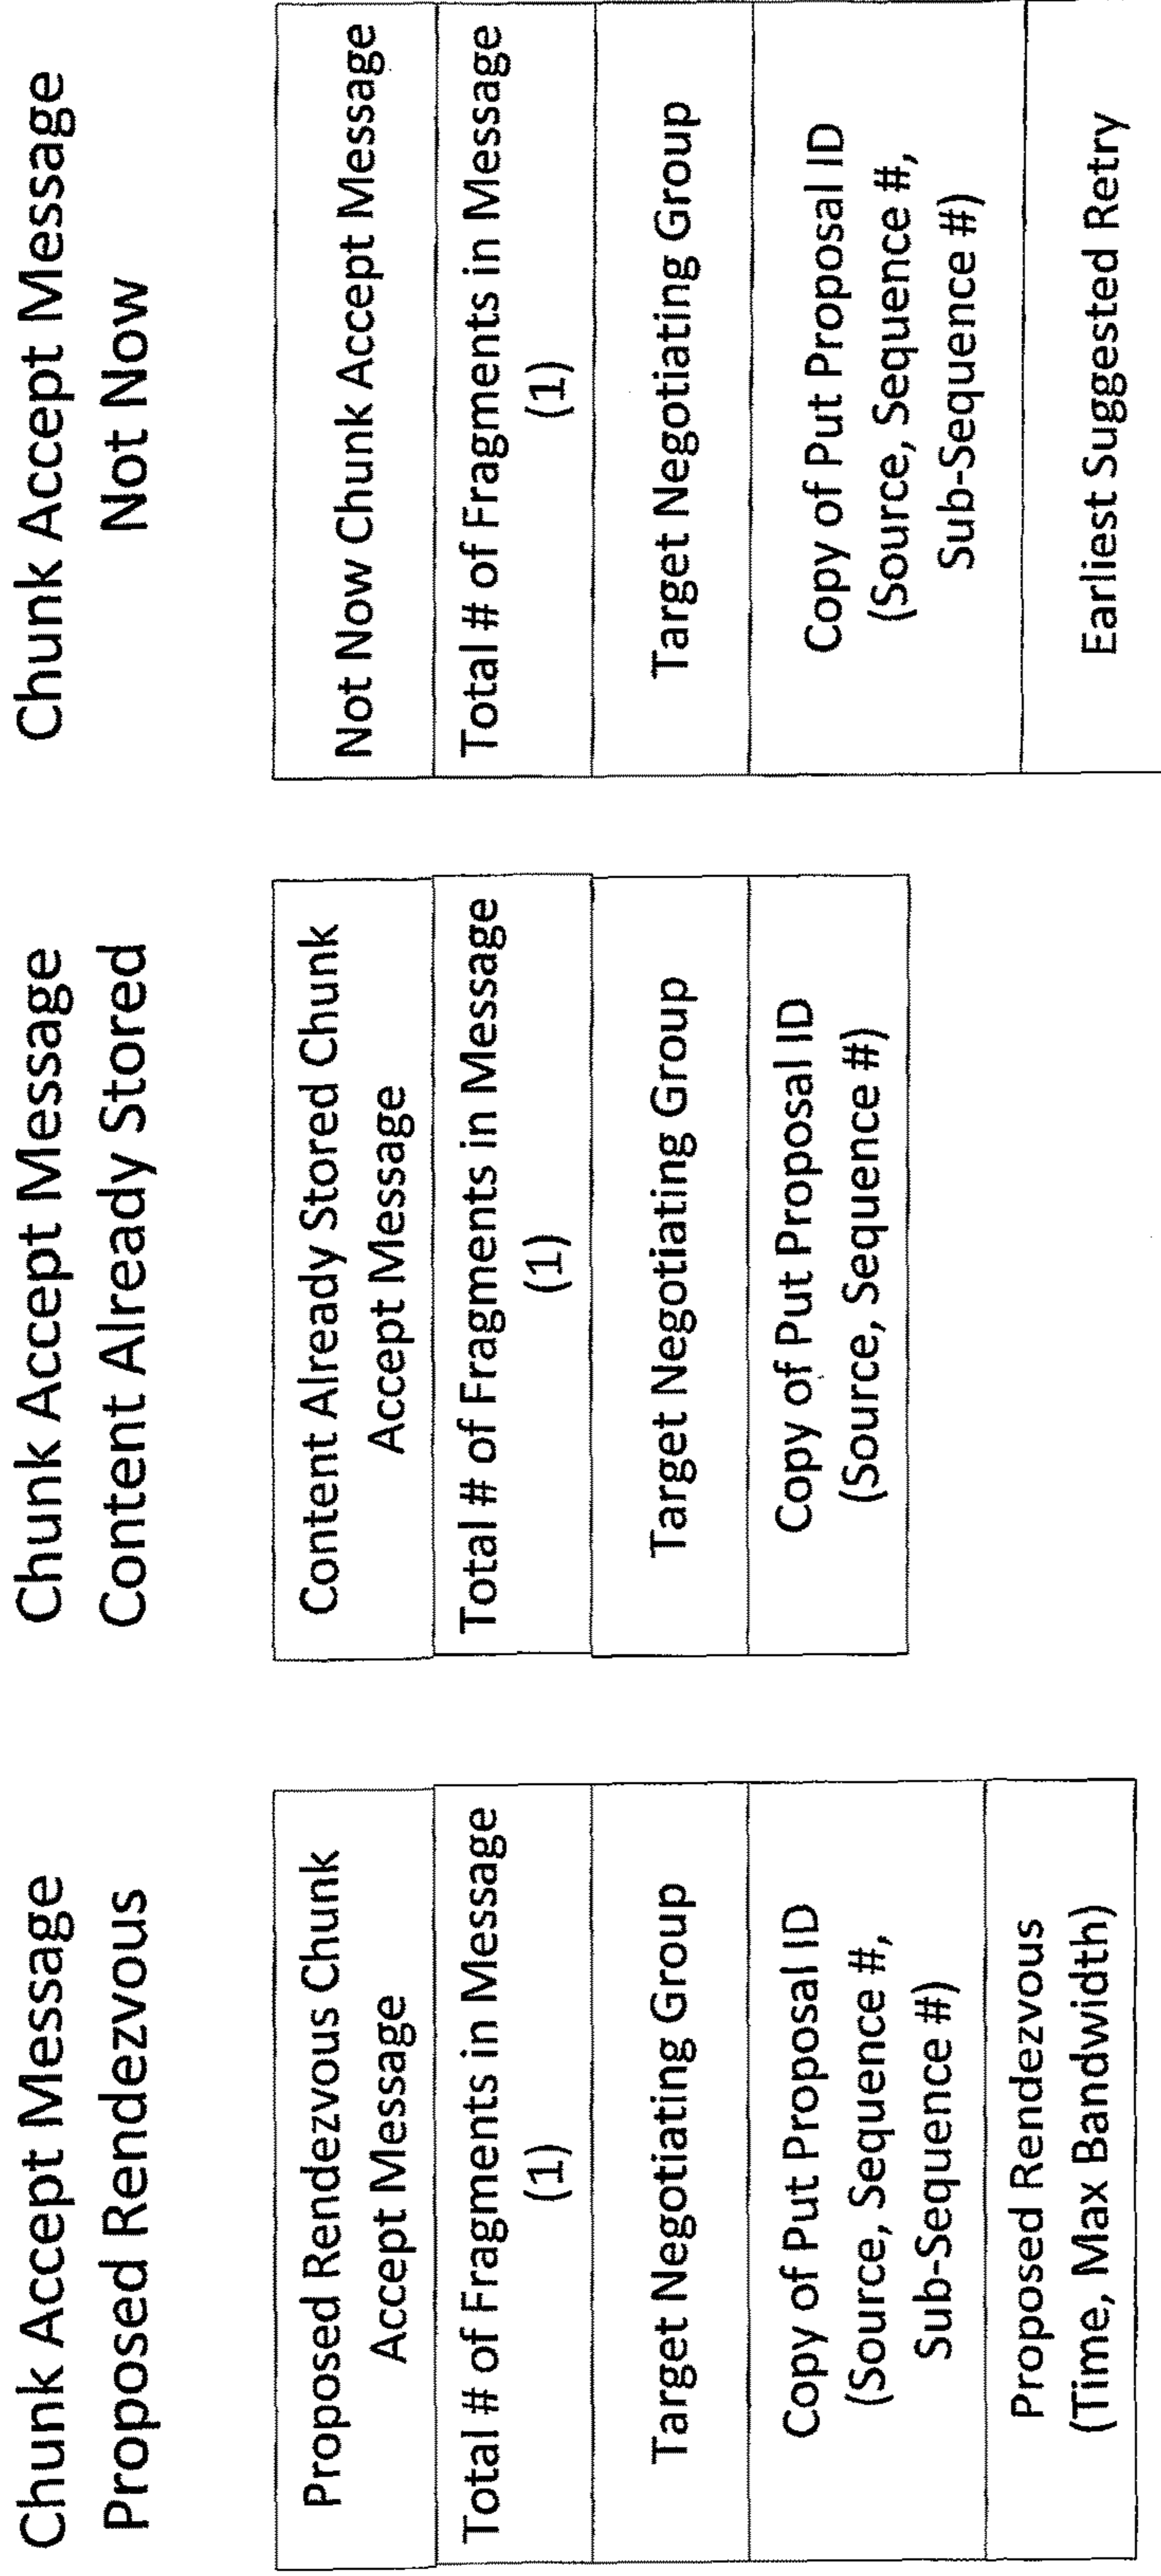 Chunk Accept Message
Proposed Rendezvous
Proposed Rendezvous Chunk
Accept Message
Total # of Fragments in Message
(1)
Target Negotiating Group
Copy of Put Proposal ID
(Source, Sequence #,
Sub-Sequence #)
Proposed Rendezvous
(Time, Max Bandwidth)
Chunk Accept Message
Content Already Stored
Content Already Stored Chunk
Accept Message
Total # of Fragments in Message
(1)
Target Negotiating Group
Copy of Put Proposal ID
(Source, Sequence #)
Chunk Accept Message
Not Now
Not Now Chunk Accept Message
Total # of Fragments in Message
(1)
Target Negotiating Group
Copy of Put Proposal ID
(Source, Sequence #,
Sub-Sequence #)
Earliest Suggested Retry